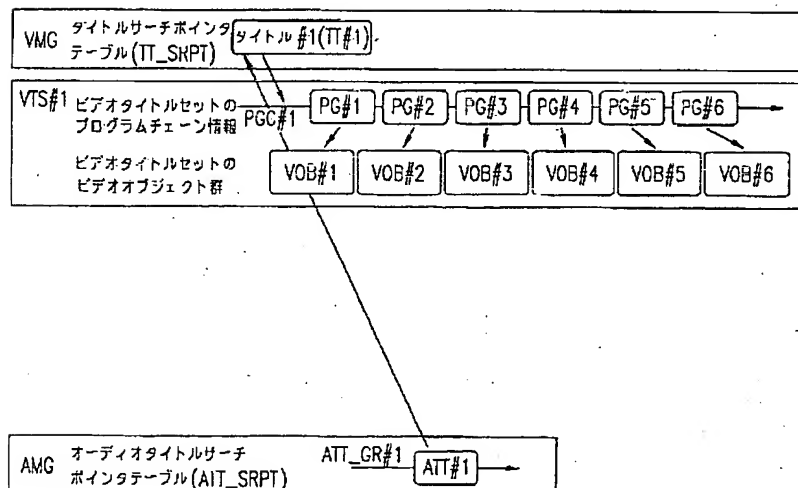 VMG タイトルサーチポインタ
テーブル(TT_SRPT)
タイトル #1(TT#1)
VTS#1 ビデオタイトルセットの
プログラムチェーン情報
PGC#1
PG#1 PG#2 PG#3 PG#4 PG#5 PG#6
ビデオタイトルセットの
ビデオオブジェクト群
VOB#1 VOB#2 VOB#3 VOB#4 VOB#5 VOB#6
AMG オーディオタイトルサーチ
ポインタテーブル(AIT_SRPT)
ATT_GR#1
ATT#1